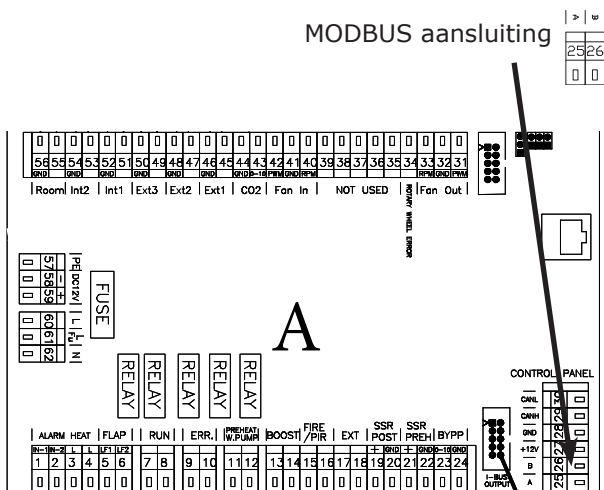 A B
MODBUS aansluiting
25 26
56 55 54 53 52 51 50 49 48 47 46 45 44 43 42 41 40 39 38 37 36 35 34 33 32 31
GND GND GND GND GND GND GND 0-10 PWM GND RPM RPM GND PWM
Room Int2 Int1 Ext3 Ext2 Ext1 CO2 Fan In NOT USED Fan Out
ROTARY WHEEL ERROR
57 58 59
PE DC12V - +
60 61 62
L Fu L N
FUSE
A
RELAY RELAY RELAY RELAY RELAY
CONTROL PANEL
CANL
CANH 29
GND 28
+12V 27
B 26
A 25
ALARM HEAT FLAP RUN ERR. PREHEAT W.PUMP BOOST FIRE /PIR EXT SSR POST SSR PREH BYPP
IN-1 IN-2 L L LF1 LF2 + GND + GND 0-10 GND
1 2 3 4 5 6 7 8 9 10 11 12 13 14 15 16 17 18 19 20 21 22 23 24
I-BUS
OUTPUT